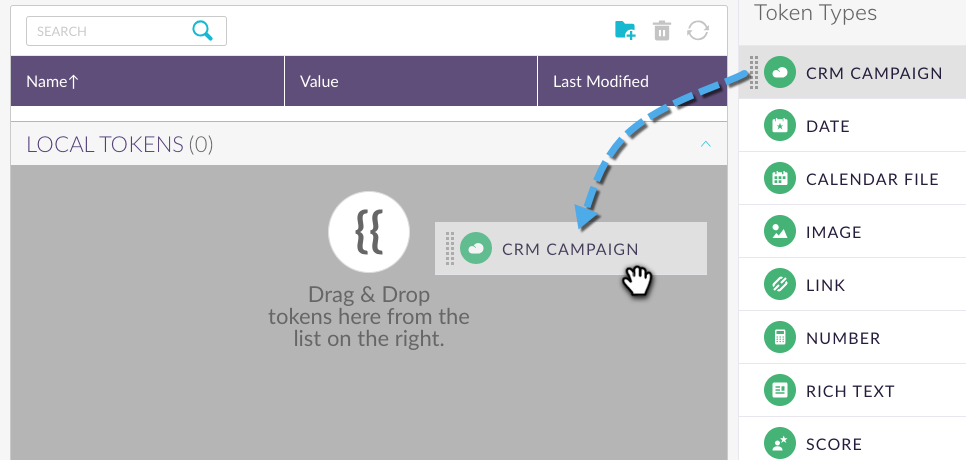 SEARCH
Name↑
Value
Last Modified
LOCAL TOKENS (0)
{{
Drag & Drop
tokens here from the
list on the right.
CRM CAMPAIGN
Token Types
CRM CAMPAIGN
DATE
CALENDAR FILE
IMAGE
LINK
NUMBER
RICH TEXT
SCORE